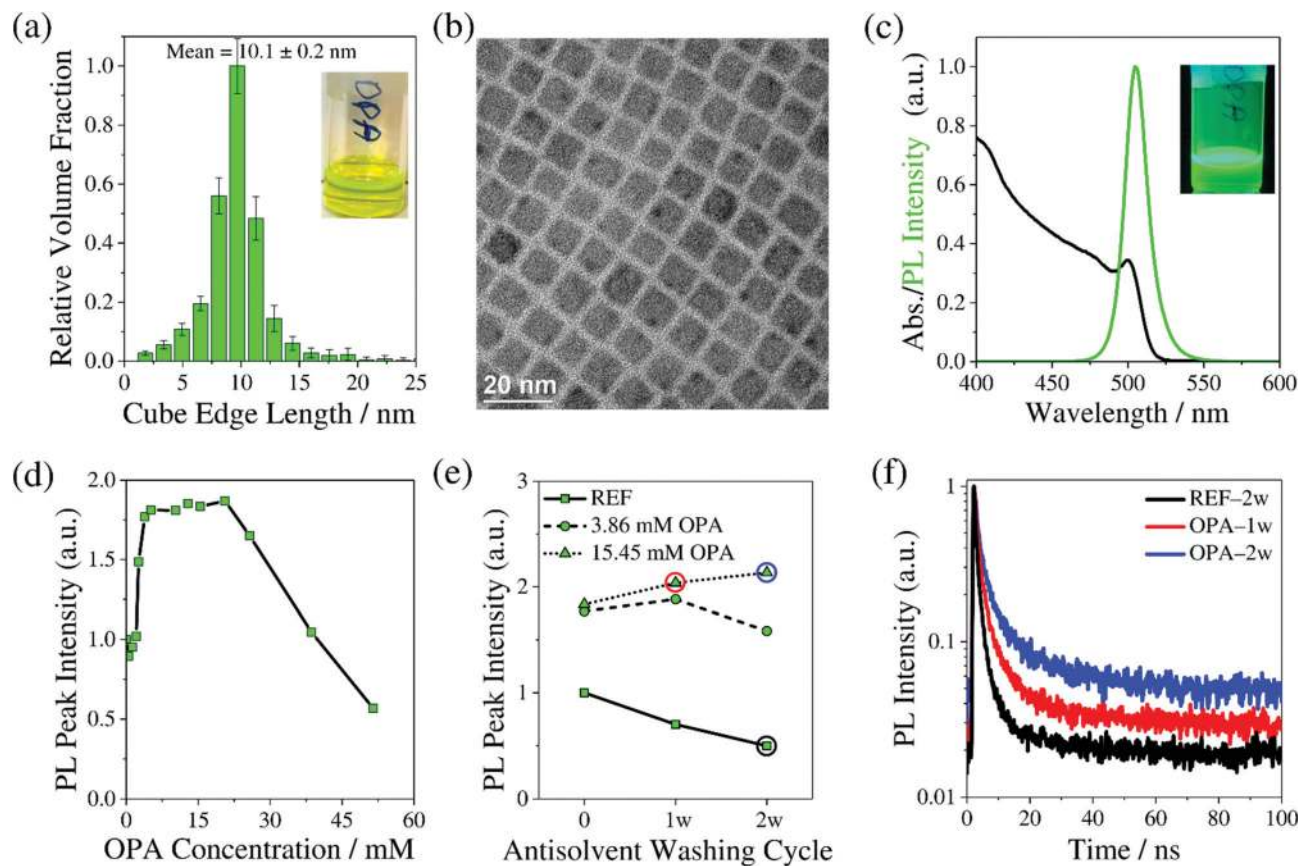 (a)
Mean = 10.1 ± 0.2 nm
OPA
Relative Volume Fraction
1.0
0.8
0.6
0.4
0.2
0.0
0 5 10 15 20 25
Cube Edge Length / nm
(b)
20 nm
(c)
OPA
Abs./PL Intensity (a.u.)
1.0
0.8
0.6
0.4
0.2
0.0
400 450 500 550 600
Wavelength / nm
(d)
PL Peak Intensity (a.u.)
2.0
1.5
1.0
0.5
0.0
0 15 30 45 60
OPA Concentration / mM
(e)
REF
3.86 mM OPA
15.45 mM OPA
PL Peak Intensity (a.u.)
3
2
1
0
0 1w 2w
Antisolvent Washing Cycle
(f)
REF–2w
OPA–1w
OPA–2w
PL Intensity (a.u.)
1
0.1
0.01
0 20 40 60 80 100
Time / ns